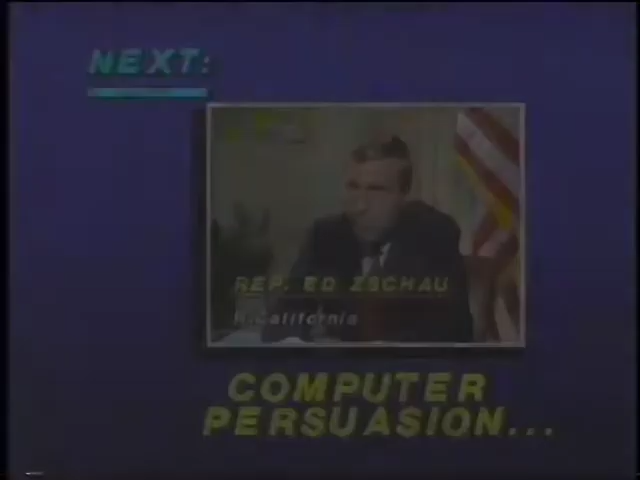 NEXT:
REP. ED ZSCHAU
R-California
COMPUTER
PERSUASION...